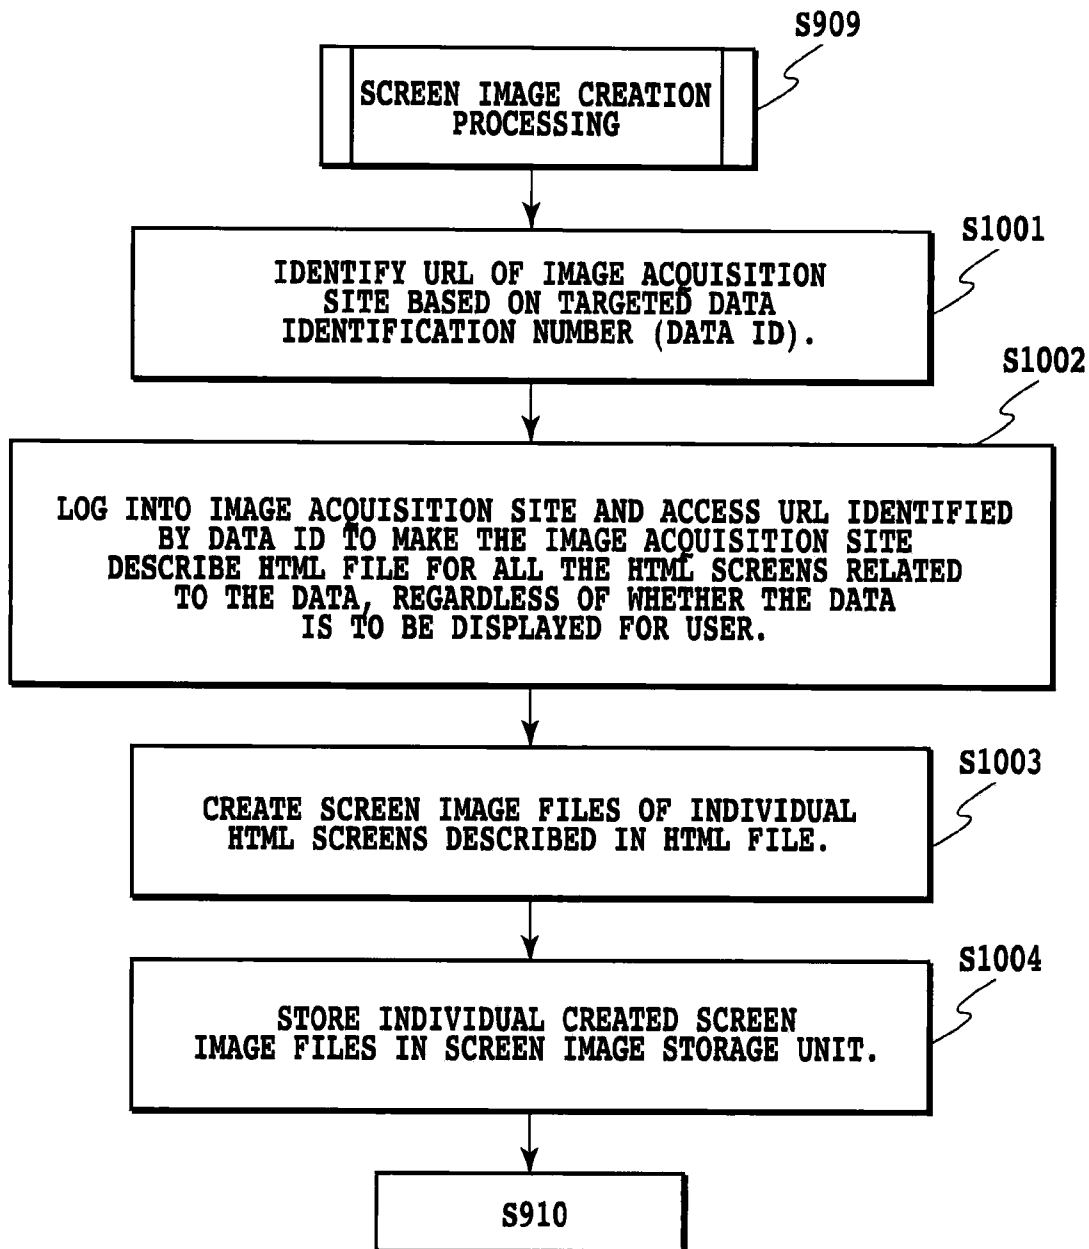 S909
SCREEN IMAGE CREATION
PROCESSING
S1001
IDENTIFY URL OF IMAGE ACQUISITION
SITE BASED ON TARGETED DATA
IDENTIFICATION NUMBER (DATA ID).
S1002
LOG INTO IMAGE ACQUISITION SITE AND ACCESS URL IDENTIFIED
BY DATA ID TO MAKE THE IMAGE ACQUISITION SITE
DESCRIBE HTML FILE FOR ALL THE HTML SCREENS RELATED
TO THE DATA, REGARDLESS OF WHETHER THE DATA
IS TO BE DISPLAYED FOR USER.
S1003
CREATE SCREEN IMAGE FILES OF INDIVIDUAL
HTML SCREENS DESCRIBED IN HTML FILE.
S1004
STORE INDIVIDUAL CREATED SCREEN
IMAGE FILES IN SCREEN IMAGE STORAGE UNIT.
S910